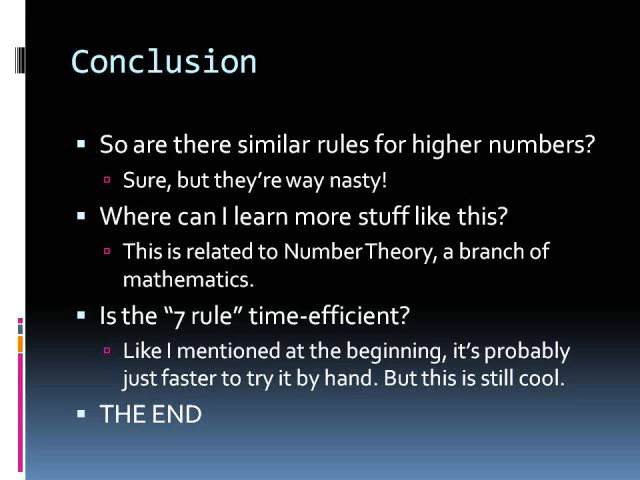 Conclusion
So are there similar rules for higher numbers?
Sure, but they're way nasty!
Where can I learn more stuff like this?
This is related to Number Theory, a branch of
mathematics.
Is the “7 rule” time-efficient?
Like I mentioned at the beginning, it's probably
just faster to try it by hand. But this is still cool.
THE END